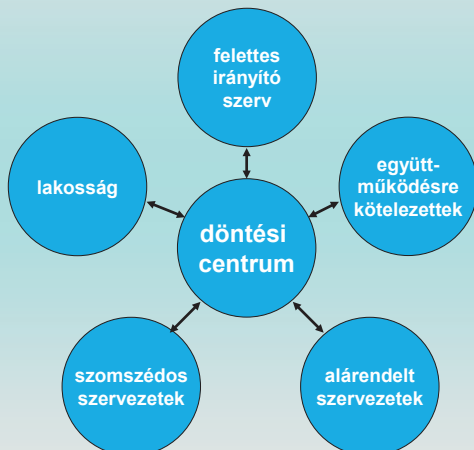 felettes
irányító
szerv
lakosság
együtt-
működésre
kötelezettek
döntési
centrum
szomszédos
szervezetek
alárendelt
szervezetek